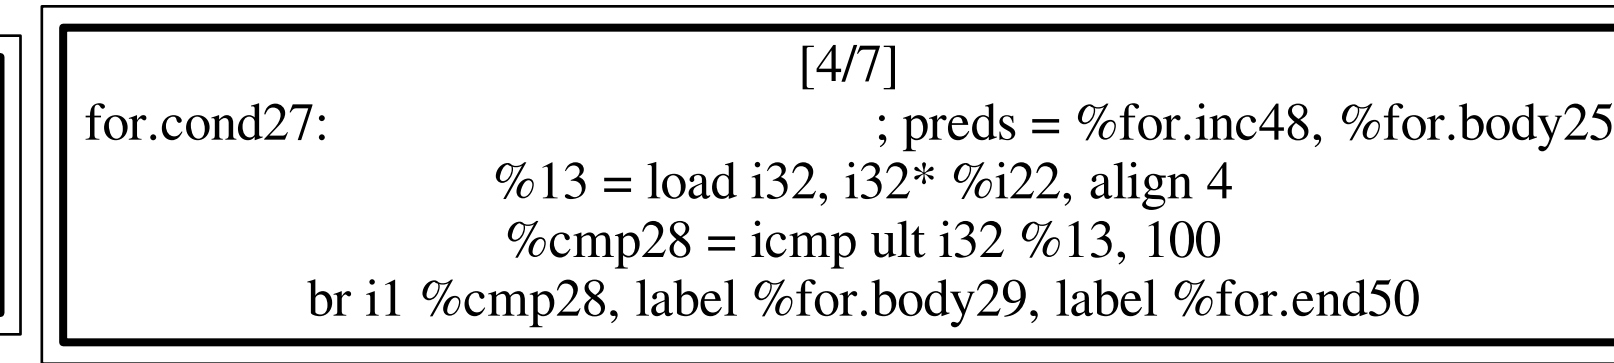 [4/7]
for.cond27: ; preds = %for.inc48, %for.body25
%13 = load i32, i32* %i22, align 4
%cmp28 = icmp ult i32 %13, 100
br i1 %cmp28, label %for.body29, label %for.end50